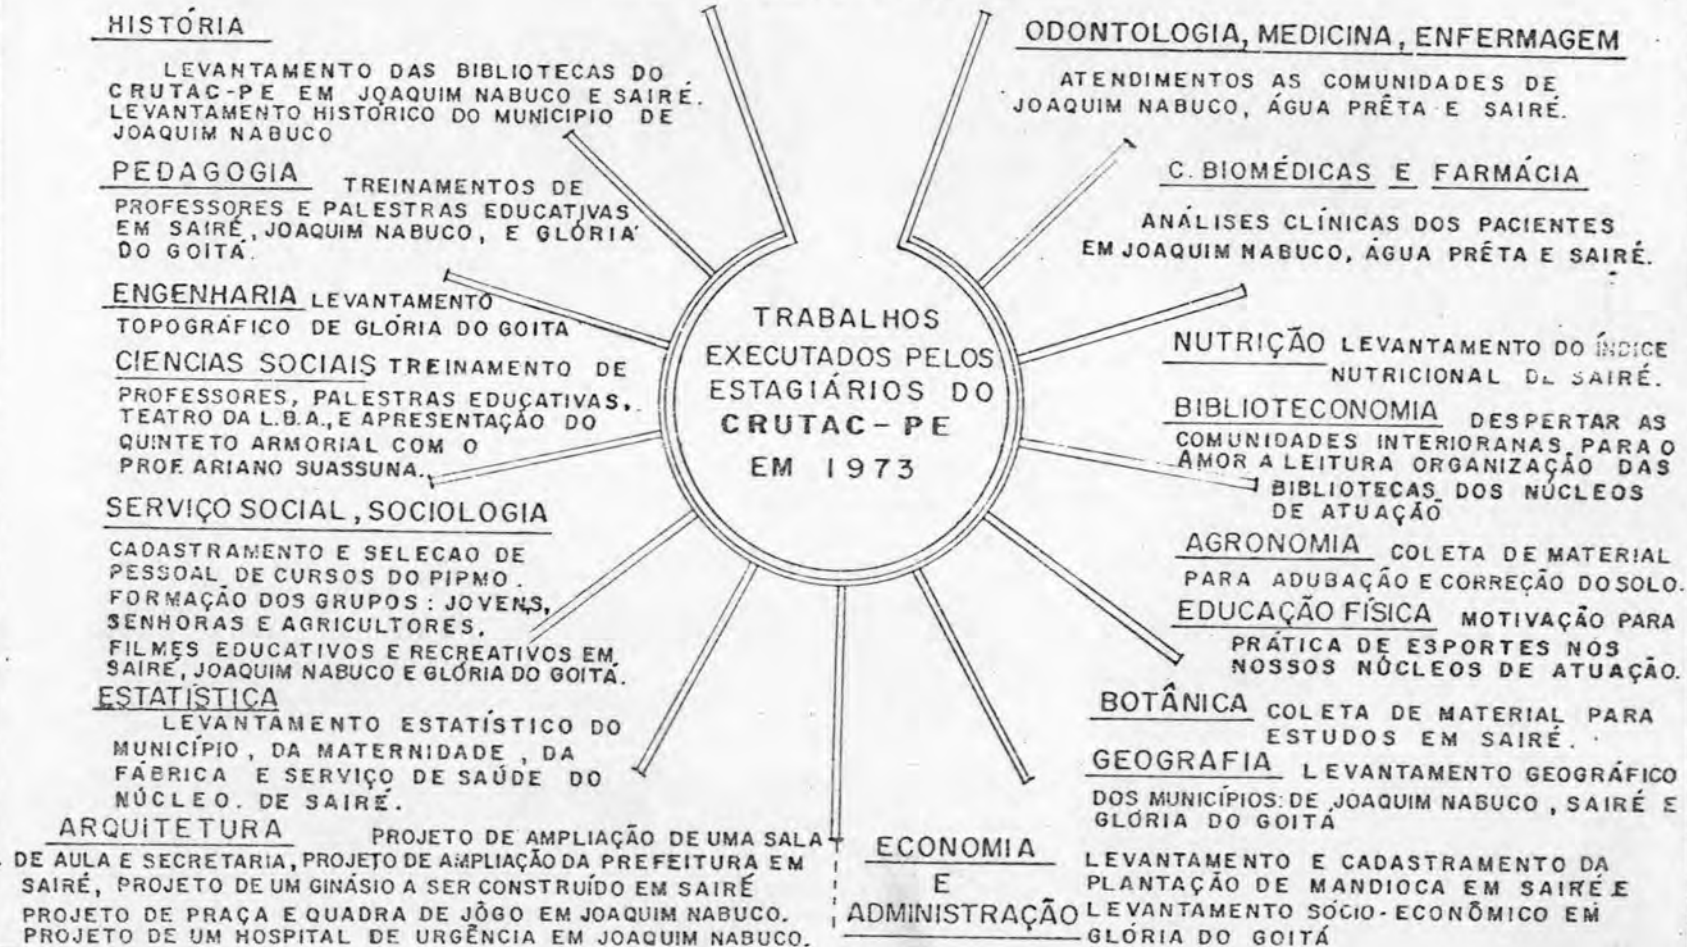 HISTÓRIA
LEVANTAMENTO DAS BIBLIOTECAS DO
CRUTAC-PE EM JOAQUIM NABUCO E SAIRÉ.
LEVANTAMENTO HISTÓRICO DO MUNICIPIO DE
JOAQUIM NABUCO
PEDAGOGIA TREINAMENTOS DE
PROFESSORES E PALESTRAS EDUCATIVAS
EM SAIRÉ, JOAQUIM NABUCO, E GLÓRIA
DO GOITÁ.
ENGENHARIA LEVANTAMENTO
TOPOGRÁFICO DE GLÓRIA DO GOITA
CIENCIAS SOCIAIS TREINAMENTO DE
PROFESSORES, PALESTRAS EDUCATIVAS,
TEATRO DA L.B.A., E APRESENTAÇÃO DO
QUINTETO ARMORIAL COM O
PROF. ARIANO SUASSUNA.
SERVIÇO SOCIAL, SOCIOLOGIA
CADASTRAMENTO E SELECAO DE
PESSOAL DE CURSOS DO PIPMO.
FORMAÇÃO DOS GRUPOS: JOVENS,
SENHORAS E AGRICULTORES,
FILMES EDUCATIVOS E RECREATIVOS EM
SAIRÉ, JOAQUIM NABUCO E GLÓRIA DO GOITÁ.
ESTATÍSTICA
LEVANTAMENTO ESTATÍSTICO DO
MUNICÍPIO, DA MATERNIDADE, DA
FÁBRICA E SERVIÇO DE SAÚDE DO
NÚCLEO. DE SAIRÉ.
ARQUITETURA PROJETO DE AMPLIAÇÃO DE UMA SALA
DE AULA E SECRETARIA, PROJETO DE AMPLIAÇÃO DA PREFEITURA EM
SAIRÉ, PROJETO DE UM GINÁSIO A SER CONSTRUÍDO EM SAIRÉ
PROJETO DE PRAÇA E QUADRA DE JÔGO EM JOAQUIM NABUCO.
PROJETO DE UM HOSPITAL DE URGÊNCIA EM JOAQUIM NABUCO.
TRABALHOS
EXECUTADOS PELOS
ESTAGIÁRIOS DO
CRUTAC-PE
EM 1973
ODONTOLOGIA, MEDICINA, ENFERMAGEM
ATENDIMENTOS AS COMUNIDADES DE
JOAQUIM NABUCO, ÁGUA PRÊTA E SAIRÉ.
C. BIOMÉDICAS E FARMÁCIA
ANÁLISES CLÍNICAS DOS PACIENTES
EM JOAQUIM NABUCO, ÁGUA PRÊTA E SAIRÉ.
NUTRIÇÃO LEVANTAMENTO DO ÍNDICE
NUTRICIONAL DE SAIRÉ.
BIBLIOTECONOMIA DESPERTAR AS
COMUNIDADES INTERIORANAS PARA O
AMOR A LEITURA ORGANIZAÇÃO DAS
BIBLIOTECAS DOS NÚCLEOS
DE ATUAÇÃO
AGRONOMIA COLETA DE MATERIAL
PARA ADUBAÇÃO E CORREÇÃO DO SOLO.
EDUCAÇÃO FÍSICA MOTIVAÇÃO PARA
PRÁTICA DE ESPORTES NOS
NOSSOS NÚCLEOS DE ATUAÇÃO.
BOTÂNICA COLETA DE MATERIAL PARA
ESTUDOS EM SAIRÉ.
GEOGRAFIA LEVANTAMENTO GEOGRÁFICO
DOS MUNICÍPIOS: DE JOAQUIM NABUCO, SAIRÉ E
GLÓRIA DO GOITÁ
ECONOMIA
E
ADMINISTRAÇÃO
LEVANTAMENTO E CADASTRAMENTO DA
PLANTAÇÃO DE MANDIOCA EM SAIRÉ E
LEVANTAMENTO SÓCIO-ECONÔMICO EM
GLÓRIA DO GOITÁ